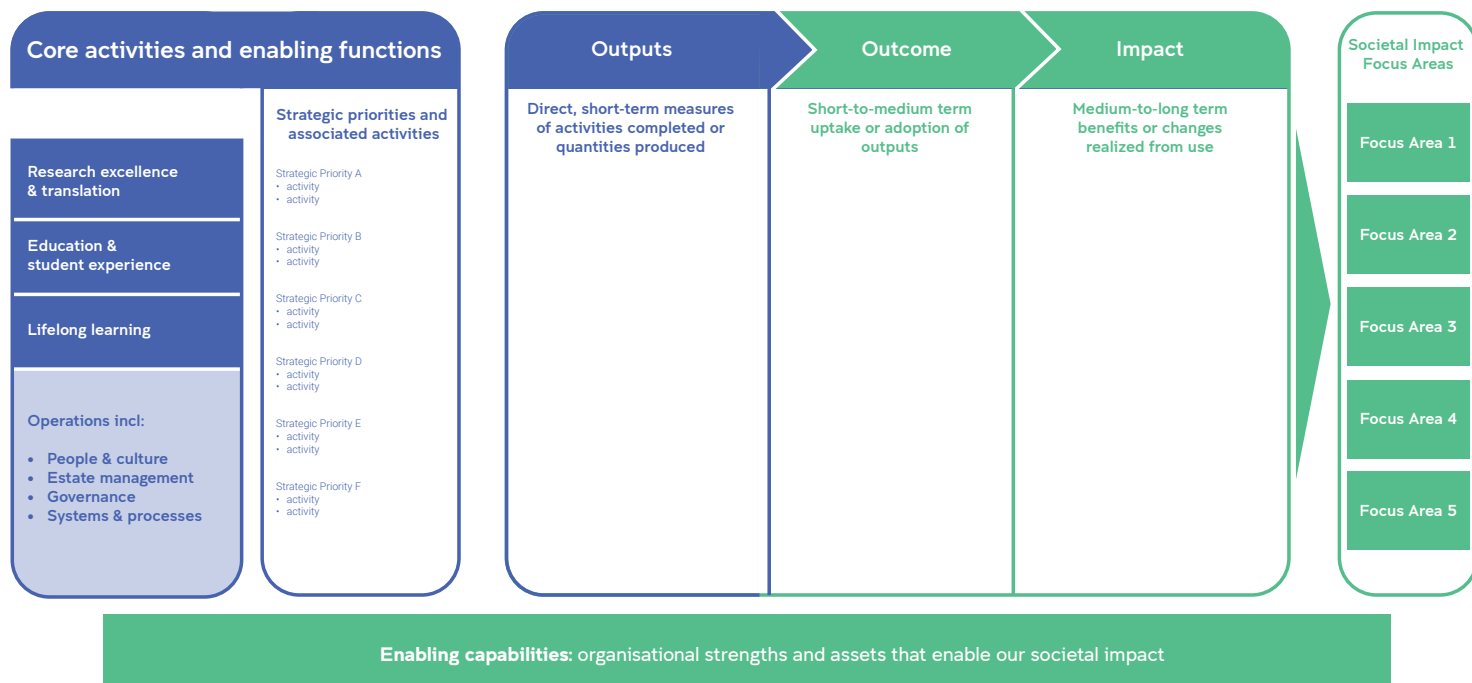 Core activities and enabling functions
Research excellence
& translation
Education &
student experience
Lifelong learning
Operations incl:
• People & culture
• Estate management
• Governance
• Systems & processes
Strategic priorities and
associated activities
Strategic Priority A
• activity
• activity
Strategic Priority B
• activity
• activity
Strategic Priority C
• activity
• activity
Strategic Priority D
• activity
• activity
Strategic Priority E
• activity
• activity
Strategic Priority F
• activity
• activity
Outputs
Direct, short-term measures
of activities completed or
quantities produced
Outcome
Short-to-medium term
uptake or adoption of
outputs
Impact
Medium-to-long term
benefits or changes
realized from use
Societal Impact
Focus Areas
Focus Area 1
Focus Area 2
Focus Area 3
Focus Area 4
Focus Area 5
Enabling capabilities: organisational strengths and assets that enable our societal impact